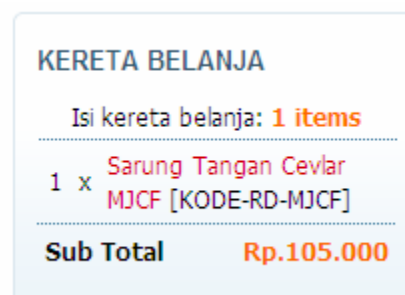 KERETA BELANJA
Isi kereta belanja: 1 items
1 x Sarung Tangan Cevlar
MJCF [KODE-RD-MJCF]
Sub Total Rp.105.000